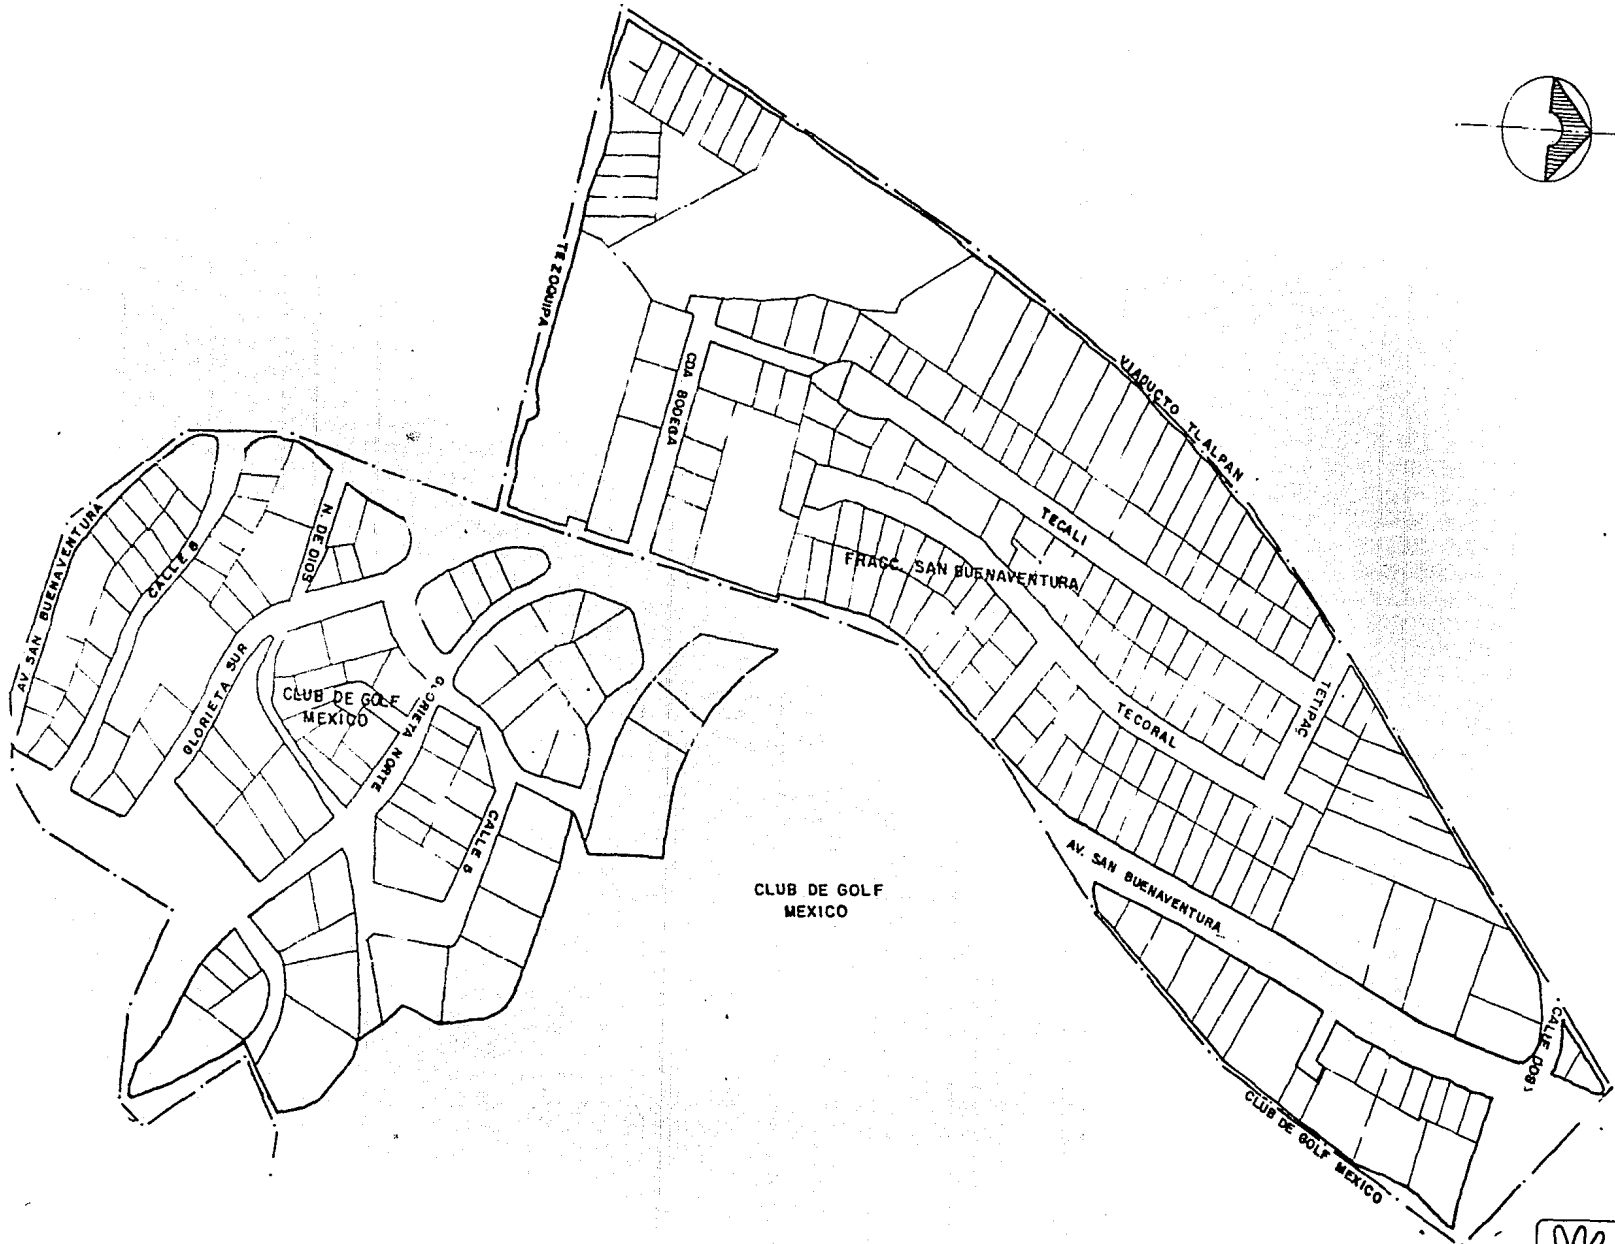 TEZOQUIPA
CDA. BODEGA
VIADUCTO TLALPAN
TECALI
FRACC. SAN BUENAVENTURA
TECORAL
TETIPAC
AV. SAN BUENAVENTURA
CALLE 8
N. DE DIOS
GLORIETA SUR
CLUB DE GOLF
MEXICO
GLORIETA NORTE
CALLE 6
CLUB DE GOLF
MEXICO
AV. SAN BUENAVENTURA
CALLE DOS
CLUB DE GOLF MEXICO